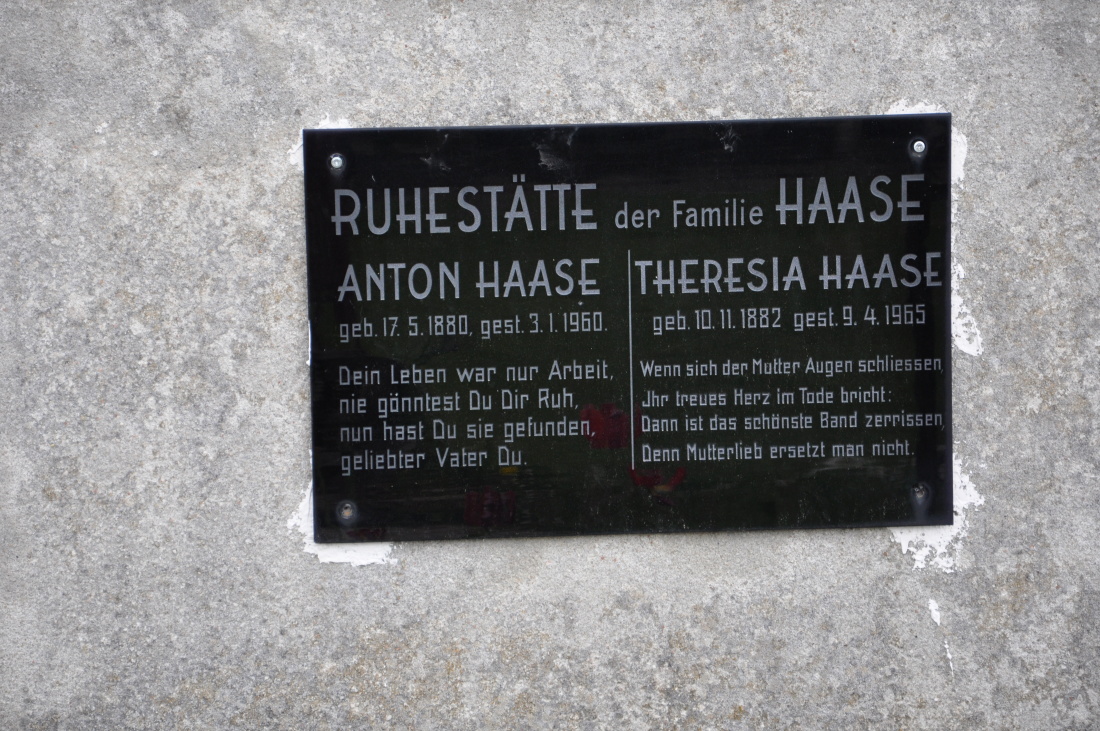 RUHESTÄTTE der Familie HAASE
ANTON HAASE
geb. 17. 5. 1880, gest. 3. 1. 1960.
Dein Leben war nur Arbeit,
nie gönntest Du Dir Ruh,
nun hast Du sie gefunden,
geliebter Vater Du.
THERESIA HAASE
geb. 10. 11. 1882 gest. 9. 4. 1965
Wenn sich der Mutter Augen schliessen,
Jhr treues Herz im Tode bricht:
Dann ist das schönste Band zerrissen,
Denn Mutterlieb ersetzt man nicht.